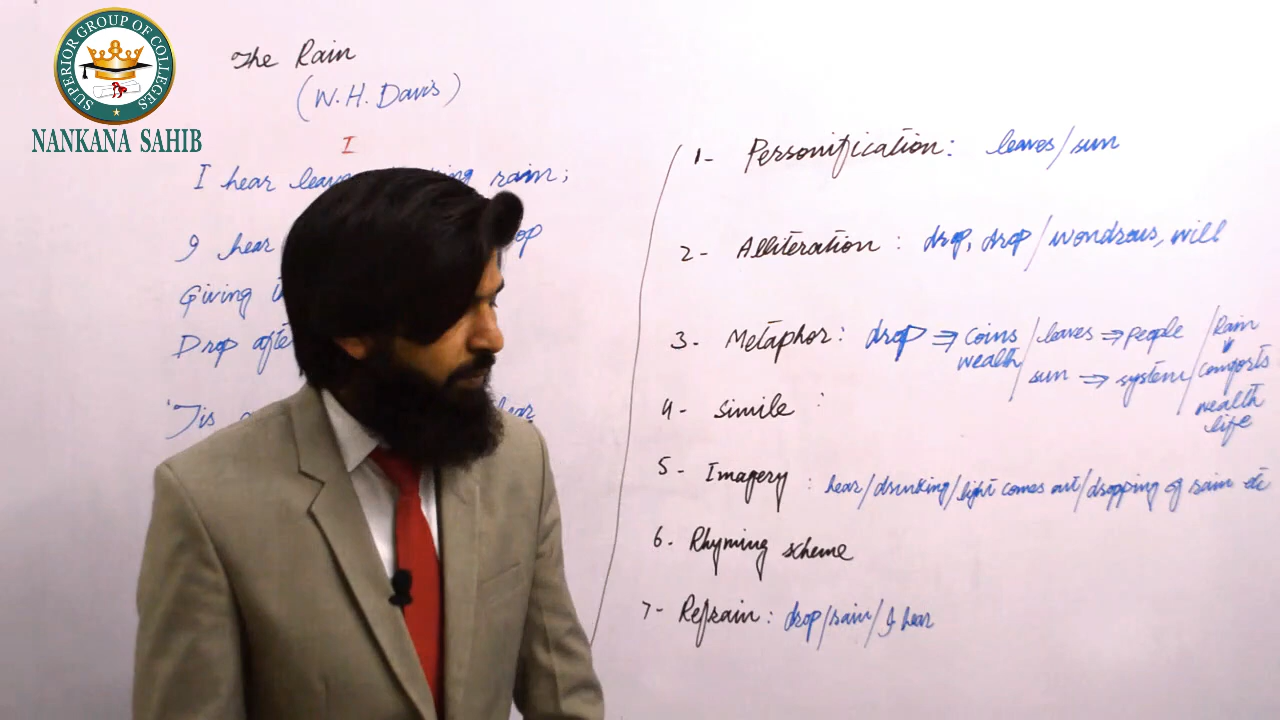 SUPERIOR GROUP OF COLLEGES
NANKANA SAHIB
The Rain
(W.H. Davis)
I
I hear rain;
I hear
Giving
Drop
'Tis
1- Personification: leaves/sun
2- Alliteration: drop, drop/wondrous, will
3- Metaphor: drop ⇒ Coins / leaves ⇒ people / Rain
wealth / sun ⇒ system / comforts
wealth
life
4- Simile :
5- Imagery : hear/drinking/light comes out/dropping of rain etc
6- Rhyming scheme
7- Refrain: drop/rain/I hear